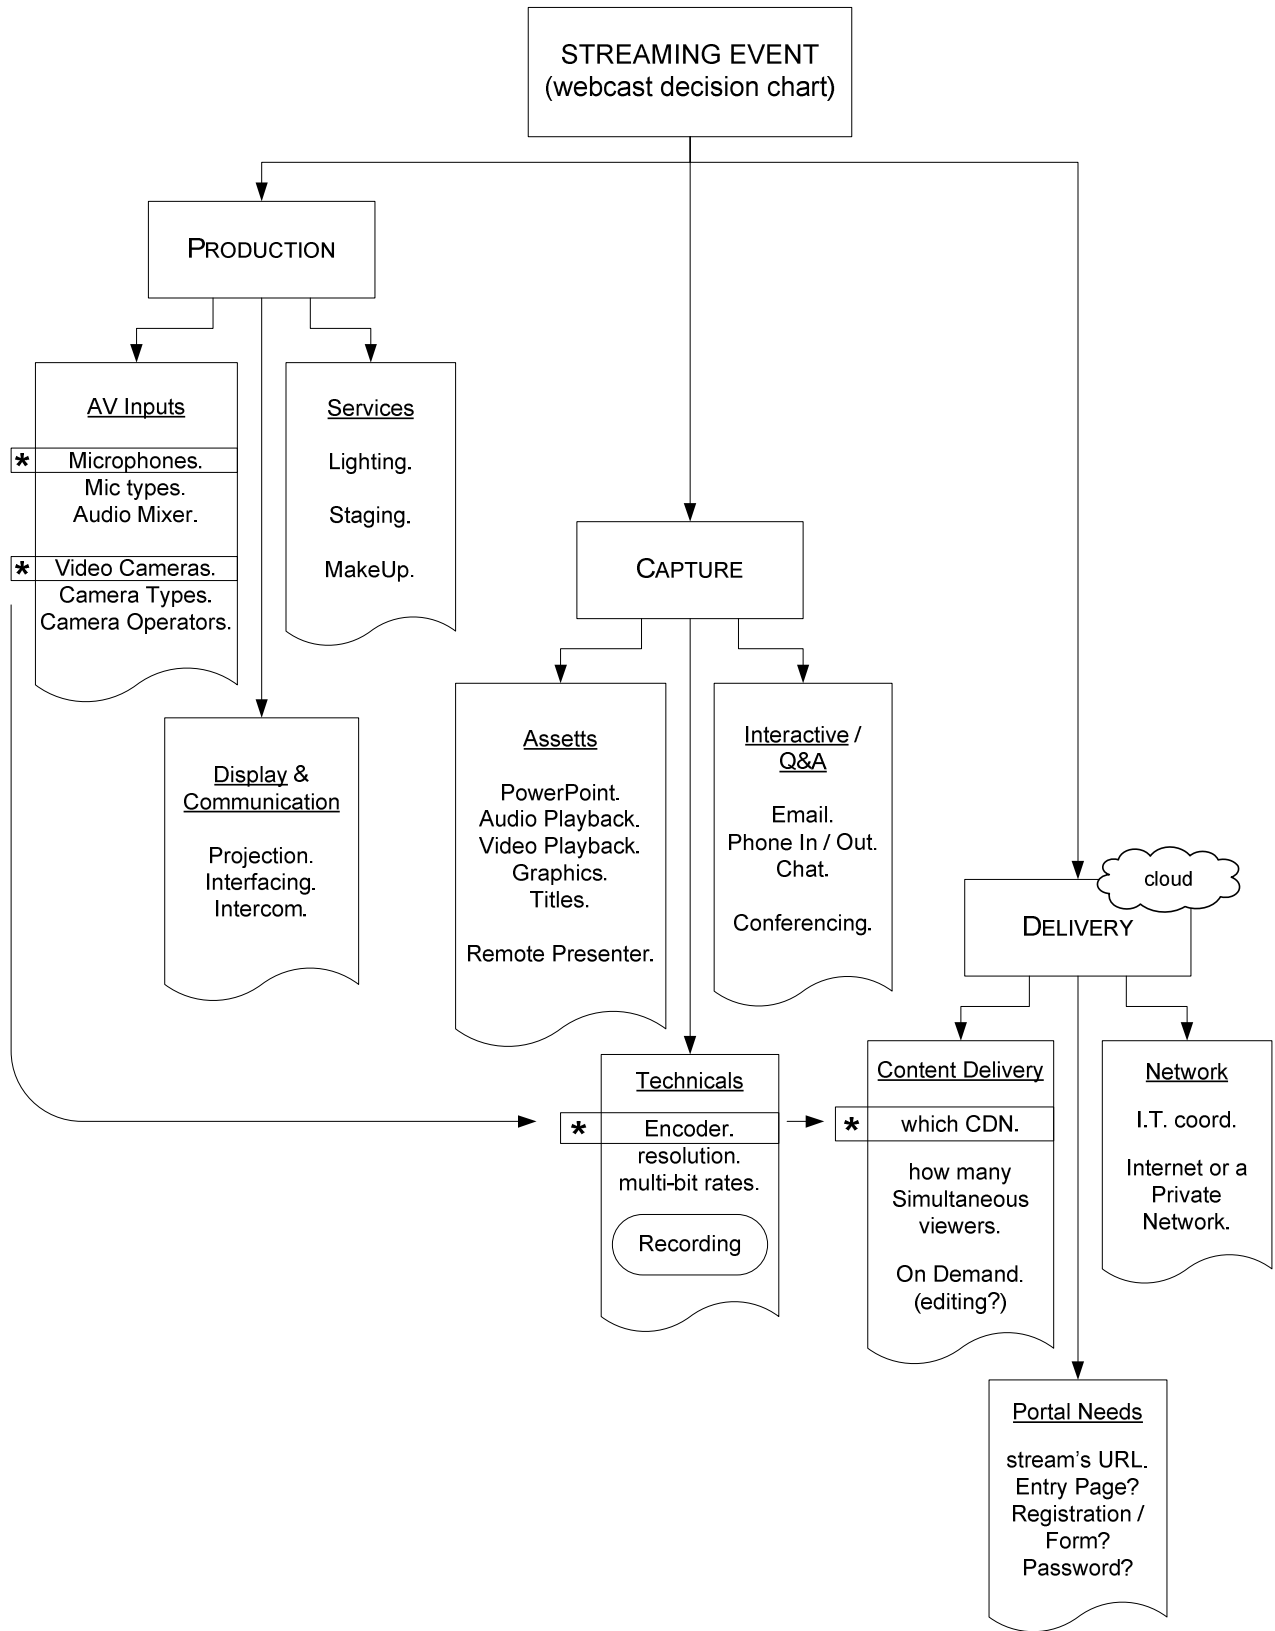 STREAMING EVENT
(webcast decision chart)
PRODUCTION
AV Inputs
* Microphones.
Mic types.
Audio Mixer.
* Video Cameras.
Camera Types.
Camera Operators.
Services
Lighting.
Staging.
MakeUp.
Display &
Communication
Projection.
Interfacing.
Intercom.
CAPTURE
Assetts
PowerPoint.
Audio Playback.
Video Playback.
Graphics.
Titles.
Remote Presenter.
Interactive /
Q&A
Email.
Phone In / Out.
Chat.
Conferencing.
Technicals
* Encoder.
resolution.
multi-bit rates.
Recording
cloud
DELIVERY
Content Delivery
* which CDN.
how many
Simultaneous
viewers.
On Demand.
(editing?)
Network
I.T. coord.
Internet or a
Private
Network.
Portal Needs
stream's URL.
Entry Page?
Registration /
Form?
Password?